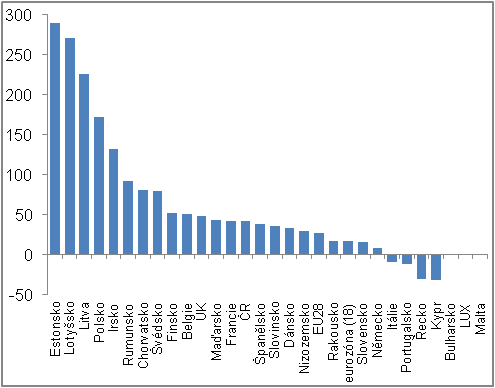 300
250
200
150
100
50
0
-50
Estonsko
Lotyšsko
Litva
Polsko
Irsko
Rumunsko
Chorvatsko
Švédsko
Finsko
Belgie
UK
Maďarsko
Francie
ČR
Španělsko
Slovinsko
Dánsko
Nizozemsko
EU28
Rakousko
eurozóna (18)
Slovensko
Německo
Itálie
Portugalsko
Řecko
Kypr
Bulharsko
LUX
Malta